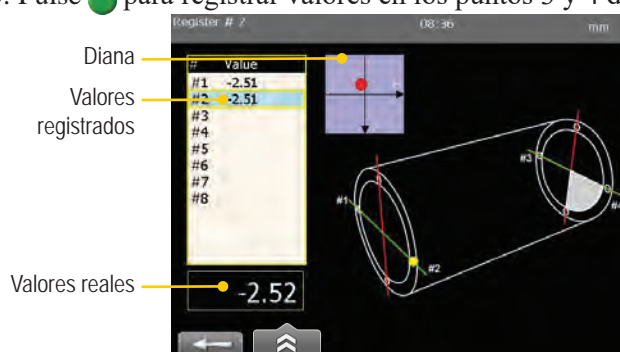 Pulse para registrar valores en los puntos 3 y 4 d
Register # 2 08:36 mm
Diana
# Value
#1 -2.51
Valores registrados
#2 -2.51
#3
#4
#5
#6
#7
#8
#3
#4
#1
#2
Valores reales
-2.52